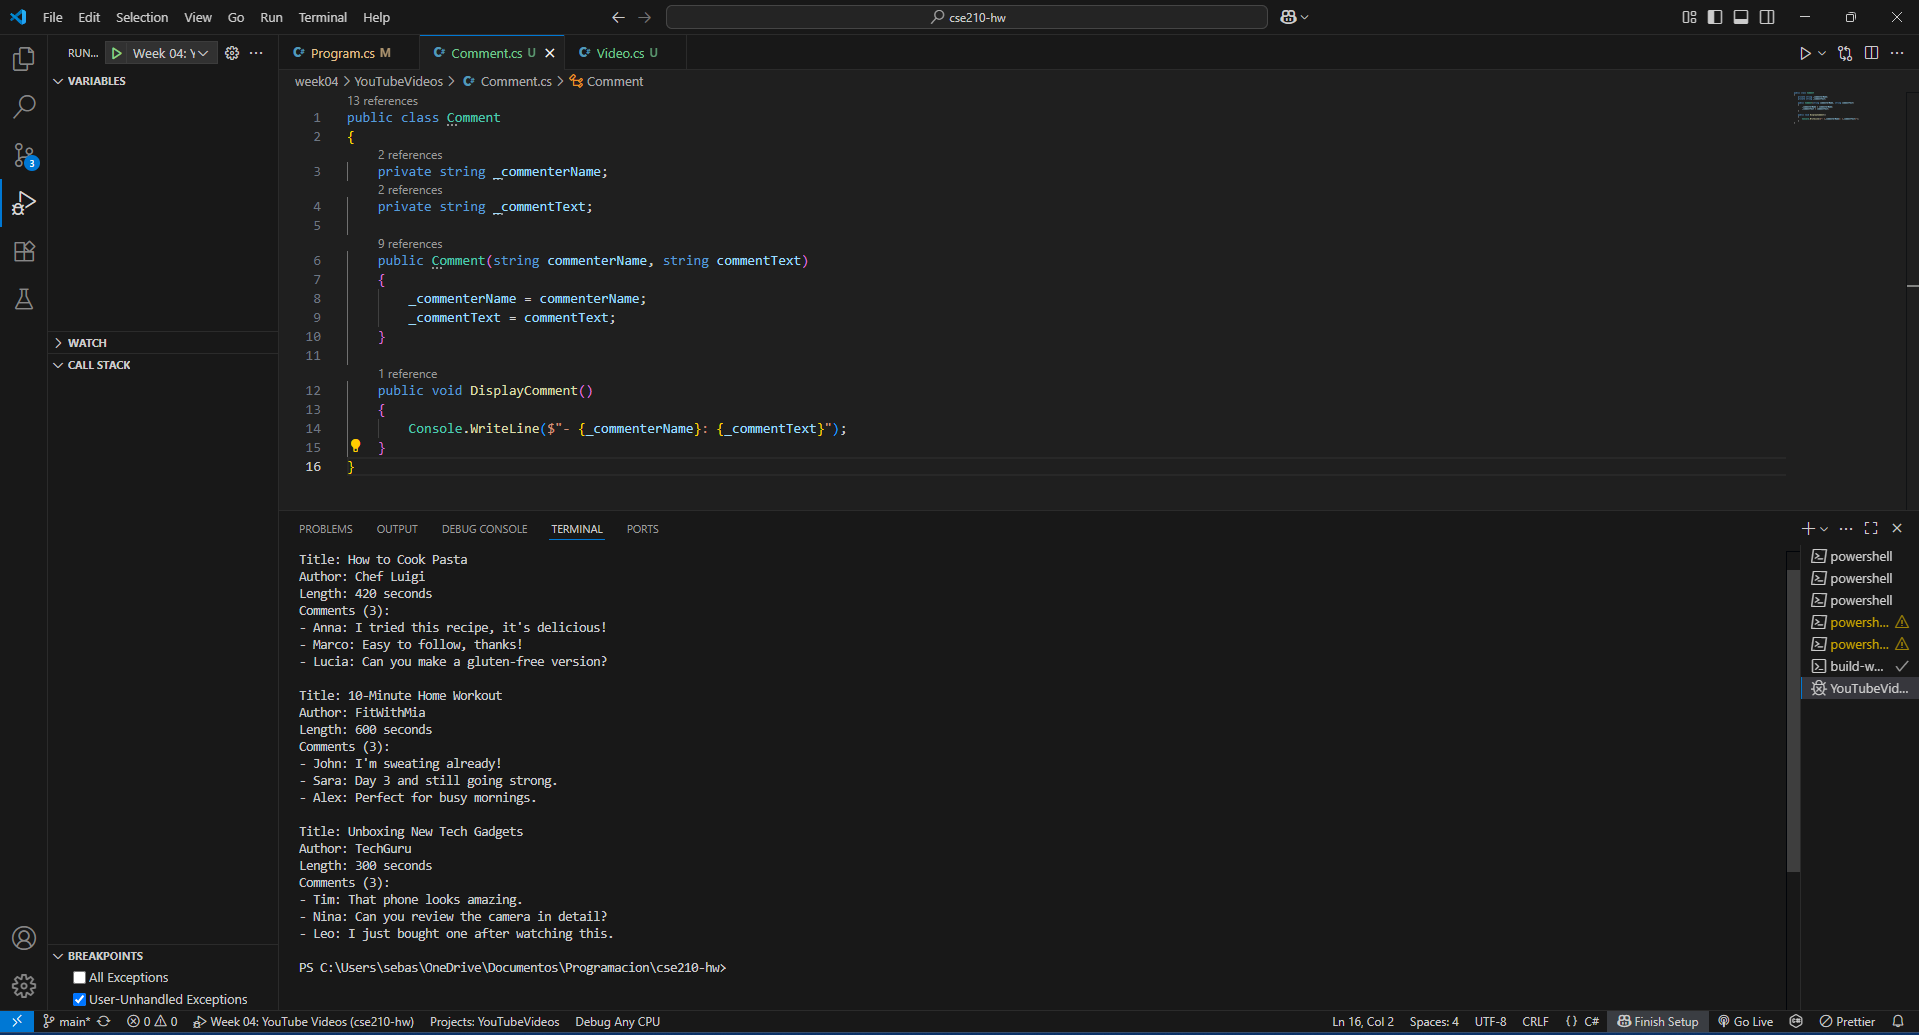 File Edit Selection View Go Run Terminal Help
cse210-hw
RUN... Week 04: Y
Program.cs M
Comment.cs U
Video.cs U
VARIABLES
WATCH
CALL STACK
BREAKPOINTS
All Exceptions
User-Unhandled Exceptions
3
week04 > YouTubeVideos > Comment.cs > Comment
13 references
1 public class Comment
2 {
2 references
3 private string _commenterName;
2 references
4 private string _commentText;
5
9 references
6 public Comment(string commenterName, string commentText)
7 {
8 _commenterName = commenterName;
9 _commentText = commentText;
10 }
11
1 reference
12 public void DisplayComment()
13 {
14 Console.WriteLine($"- {_commenterName}: {_commentText}");
15 }
16 }
PROBLEMS OUTPUT DEBUG CONSOLE TERMINAL PORTS
Title: How to Cook Pasta
Author: Chef Luigi
Length: 420 seconds
Comments (3):
- Anna: I tried this recipe, it's delicious!
- Marco: Easy to follow, thanks!
- Lucia: Can you make a gluten-free version?
Title: 10-Minute Home Workout
Author: FitWithMia
Length: 600 seconds
Comments (3):
- John: I'm sweating already!
- Sara: Day 3 and still going strong.
- Alex: Perfect for busy mornings.
Title: Unboxing New Tech Gadgets
Author: TechGuru
Length: 300 seconds
Comments (3):
- Tim: That phone looks amazing.
- Nina: Can you review the camera in detail?
- Leo: I just bought one after watching this.
PS C:\Users\sebas\OneDrive\Documentos\Programacion\cse210-hw>
powershell
powershell
powershell
powersh...
powersh...
build-w...
YouTubeVid...
main* 0 0 Week 04: YouTube Videos (cse210-hw) Projects: YouTubeVideos Debug Any CPU Ln 16, Col 2 Spaces: 4 UTF-8 CRLF {} C# Finish Setup Go Live Prettier